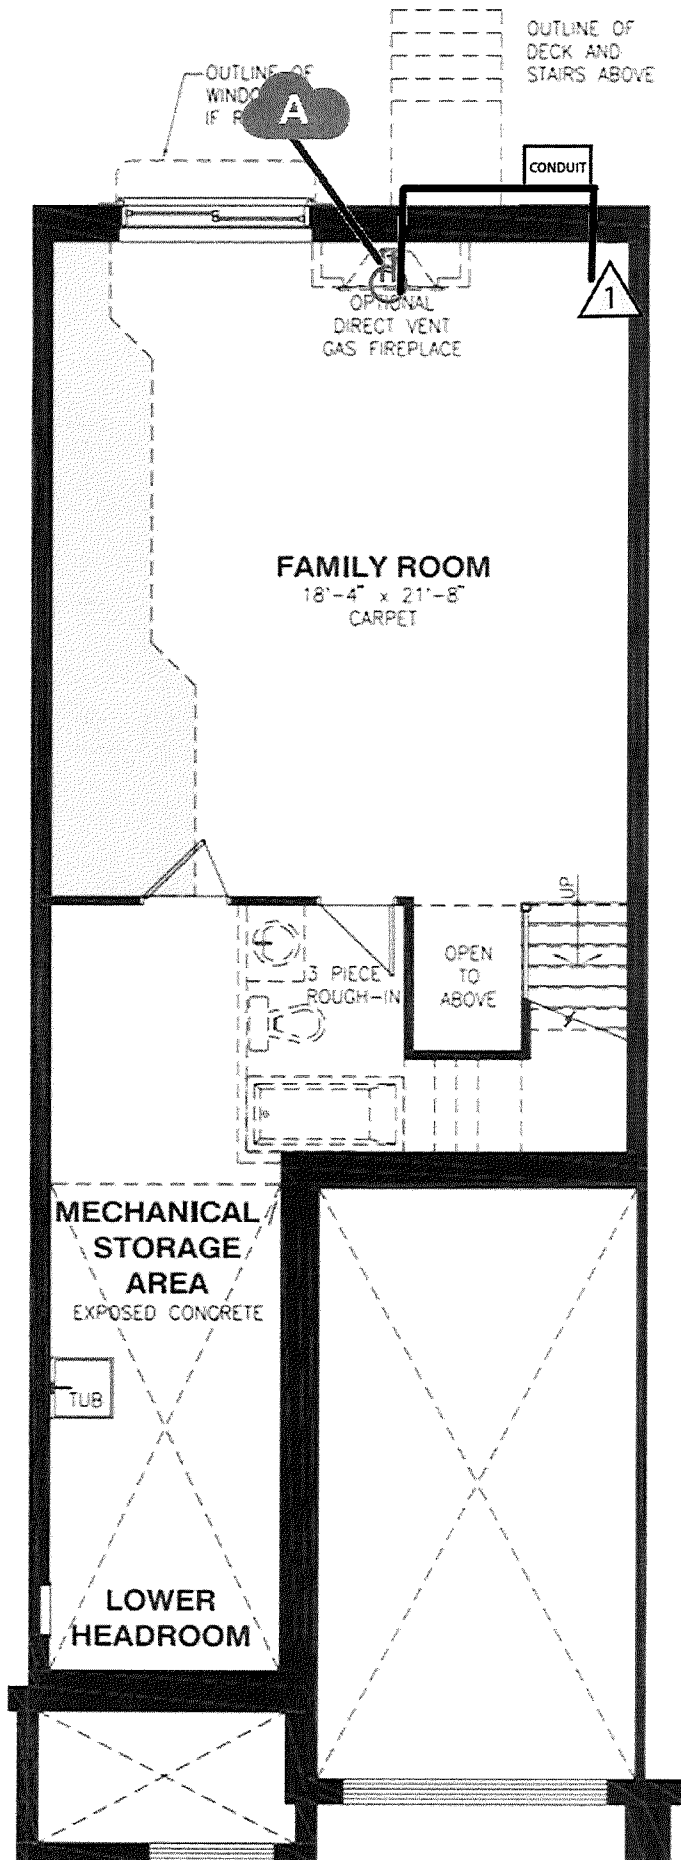 OUTLINE OF
DECK AND
STAIRS ABOVE
OUTLINE OF
IF
A
CONDUIT
1
OPTIONAL
DIRECT VENT
GAS FIREPLACE
FAMILY ROOM
18'-4" x 21'-8"
CARPET
UP
OPEN
TO
ABOVE
3 PIECE
ROUGH-IN
MECHANICAL
STORAGE
AREA
EXPOSED CONCRETE
TUB
LOWER
HEADROOM